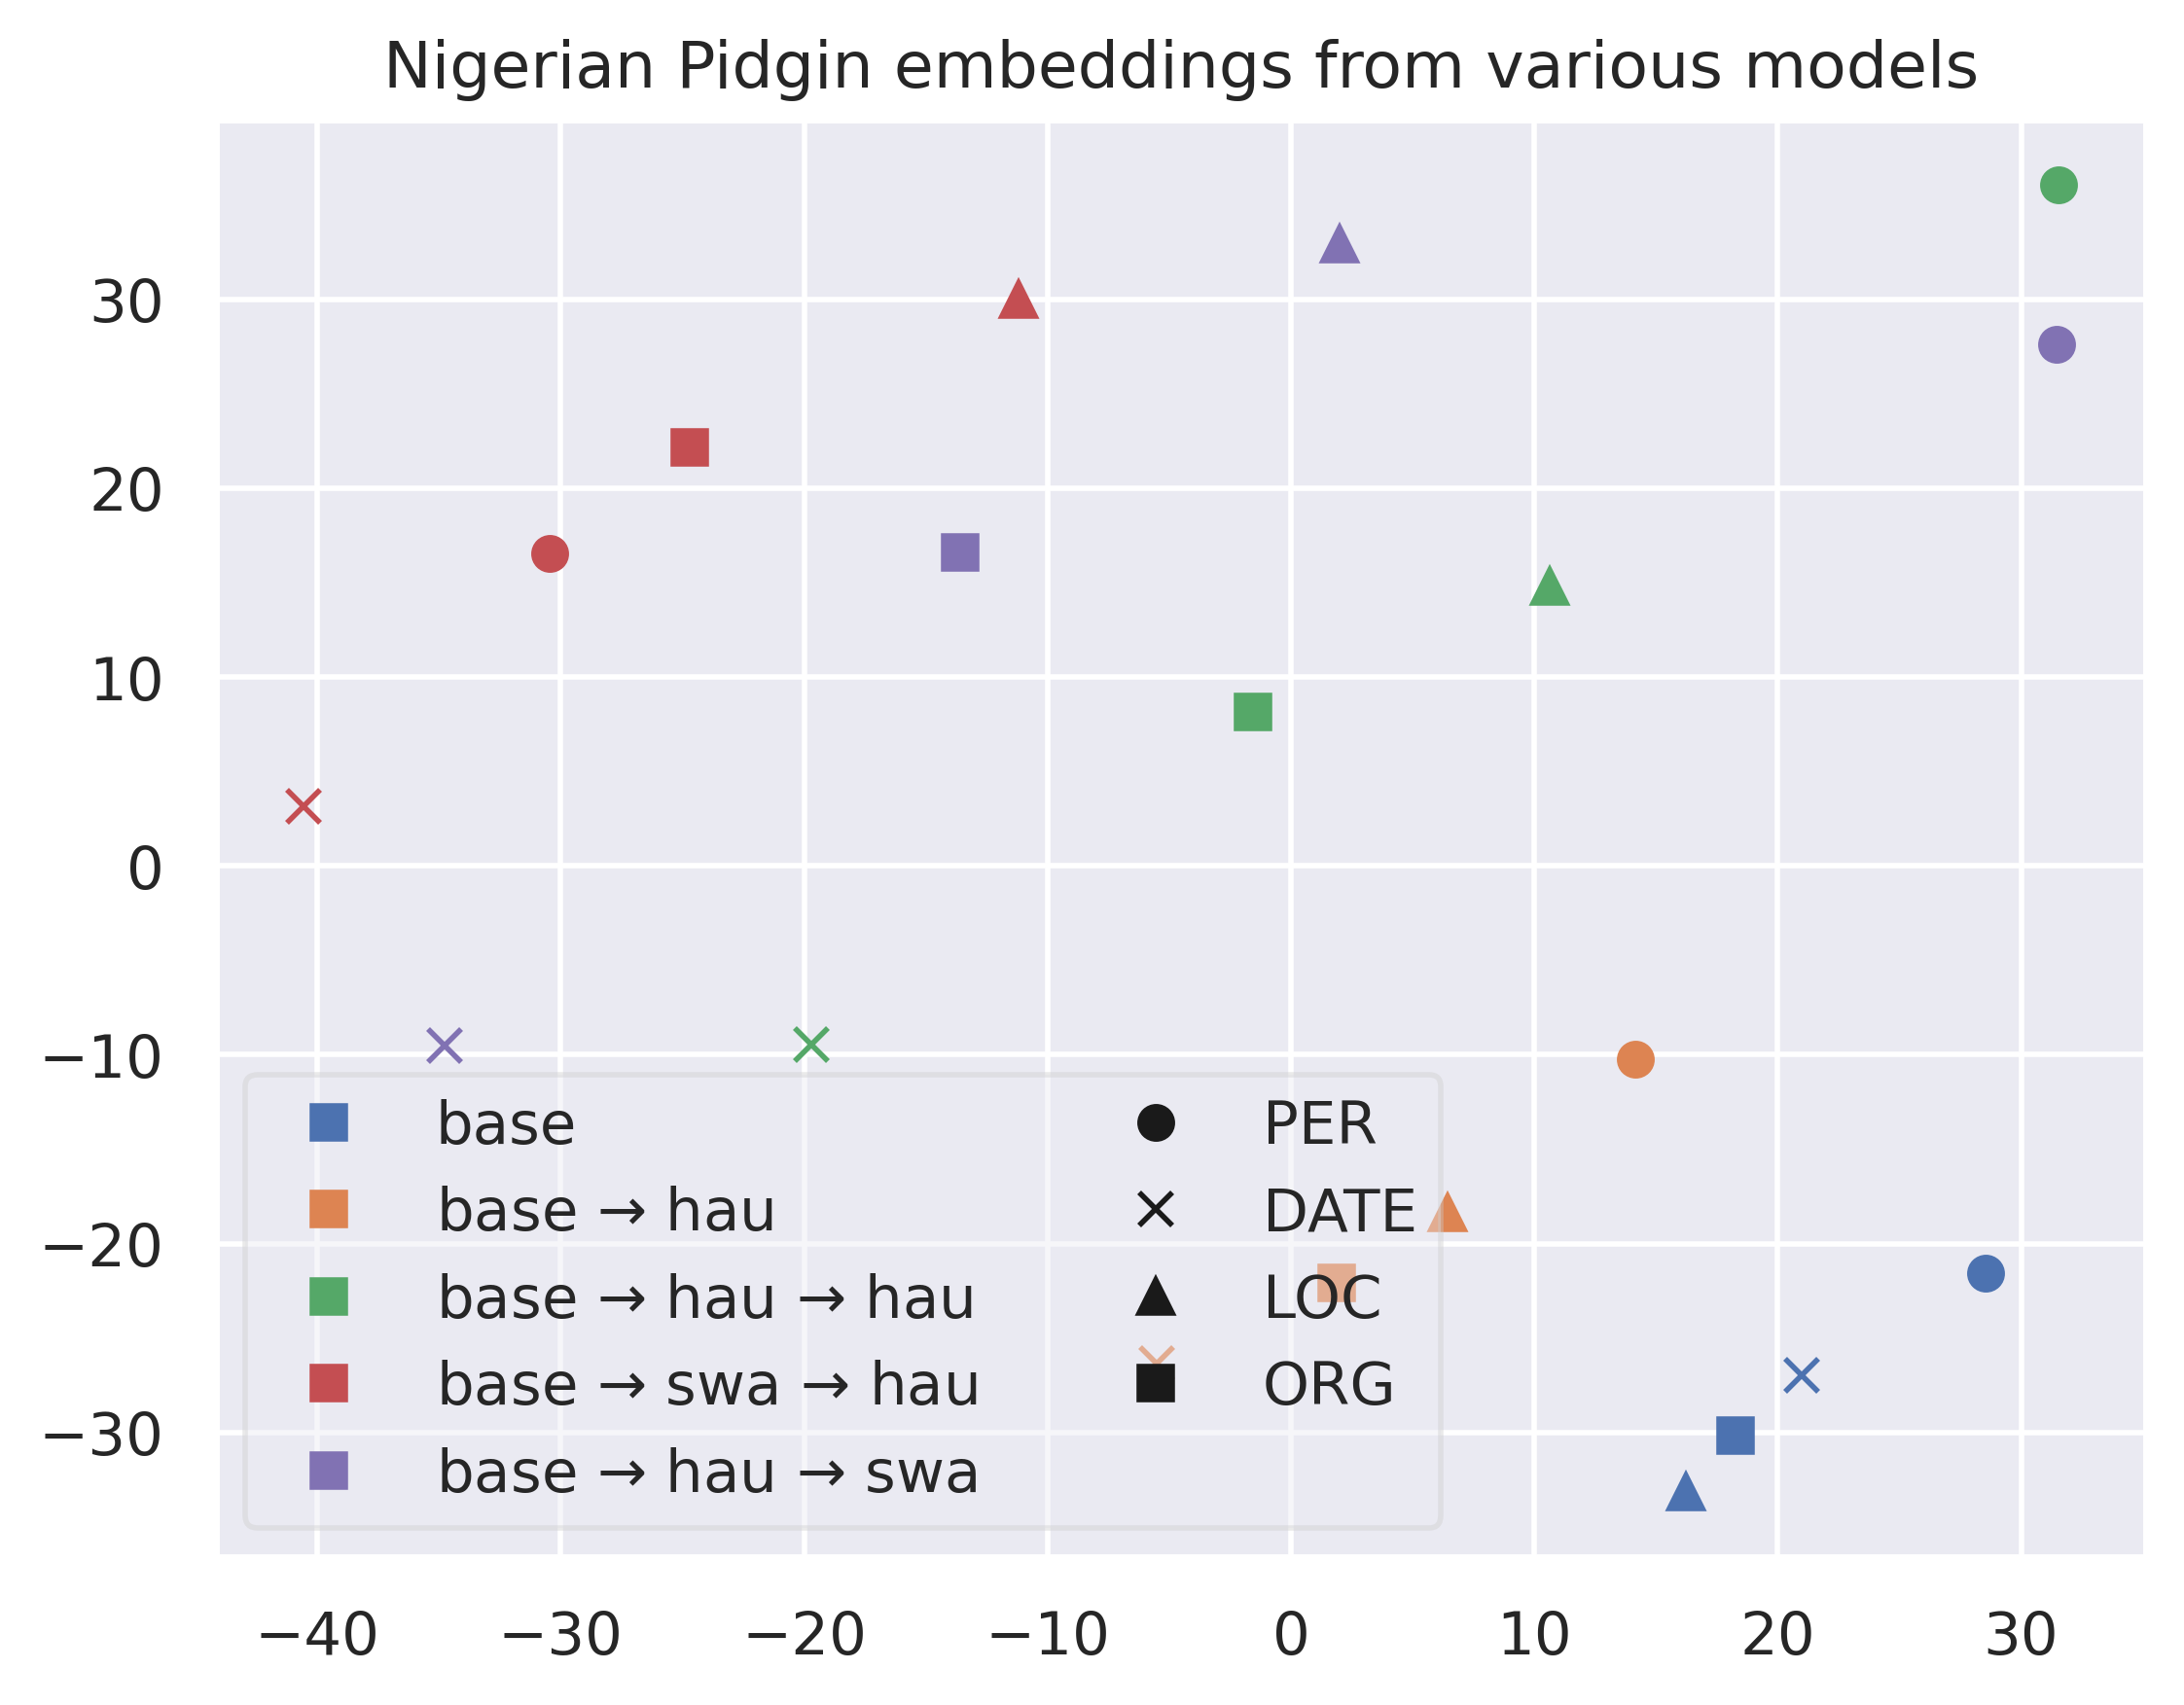 Nigerian Pidgin embeddings from various models
30
20
10
0
−10
−20
−30
base
base → hau
base → hau → hau
base → swa → hau
base → hau → swa
PER
DATE
LOC
ORG
−40 −30 −20 −10 0 10 20 30